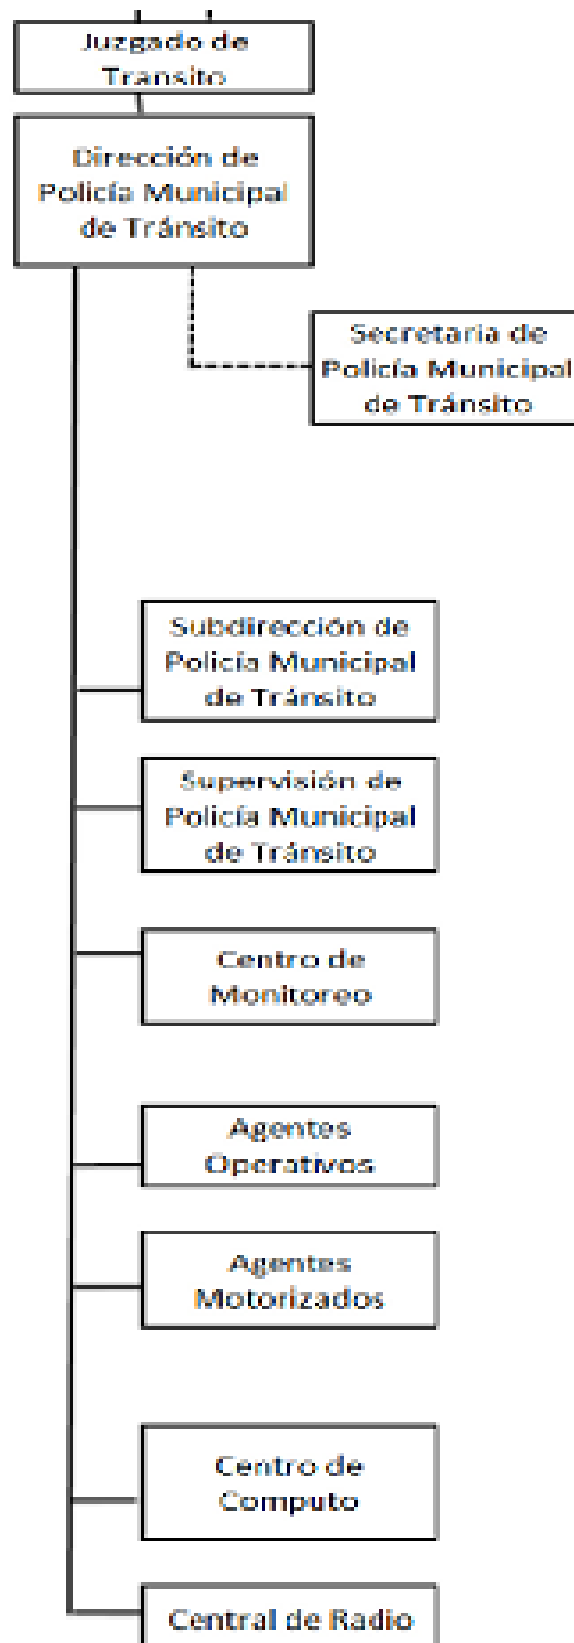 Juzgado de
Transito
Dirección de
Policía Municipal
de Tránsito
Secretaria de
Policía Municipal
de Tránsito
Subdirección de
Policía Municipal
de Tránsito
Supervisión de
Policía Municipal
de Tránsito
Centro de
Monitoreo
Agentes
Operativos
Agentes
Motorizados
Centro de
Computo
Central de Radio